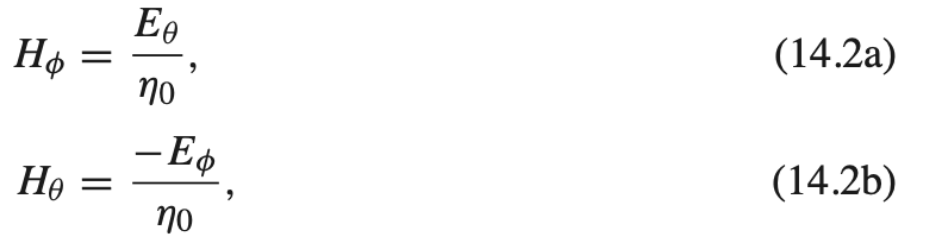 H_ϕ = E_θ / η_0, (14.2a)
H_θ = −E_ϕ / η_0, (14.2b)